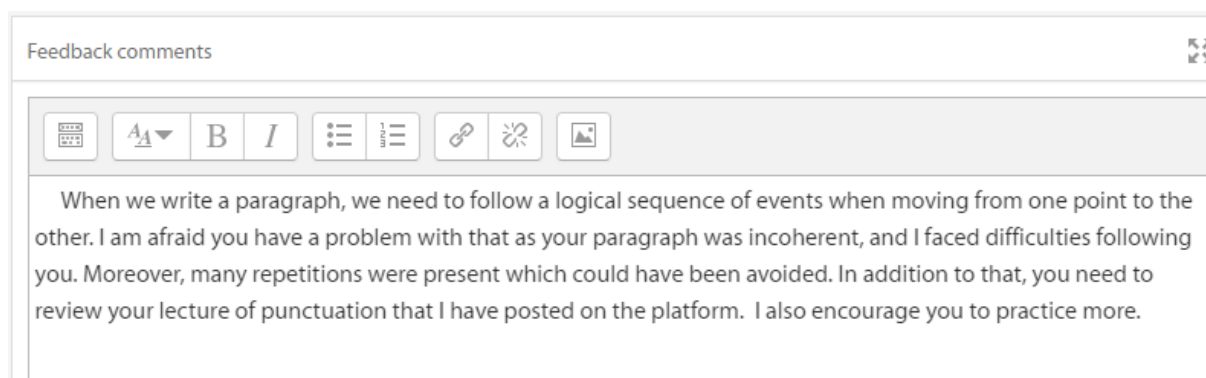 Feedback comments
When we write a paragraph, we need to follow a logical sequence of events when moving from one point to the
other. I am afraid you have a problem with that as your paragraph was incoherent, and I faced difficulties following
you. Moreover, many repetitions were present which could have been avoided. In addition to that, you need to
review your lecture of punctuation that I have posted on the platform.  I also encourage you to practice more.